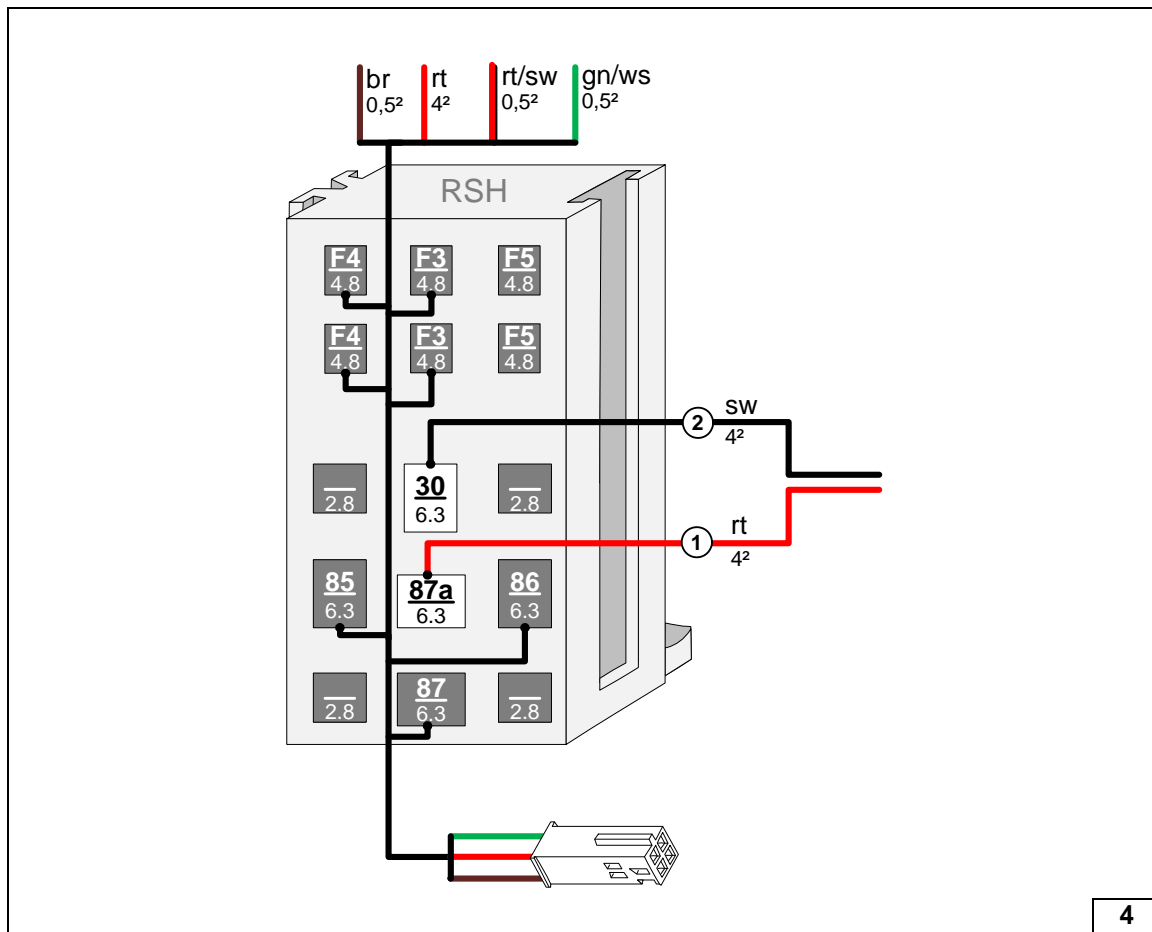 br rt rt/sw gn/ws
0,5² 4² 0,5² 0,5²
RSH
F4 F3 F5
4.8 4.8 4.8
F4 F3 F5
4.8 4.8 4.8
2 sw
4²
30
2.8 6.3 2.8
1 rt
4²
85 87a 86
6.3 6.3 6.3
87
2.8 6.3 2.8
4